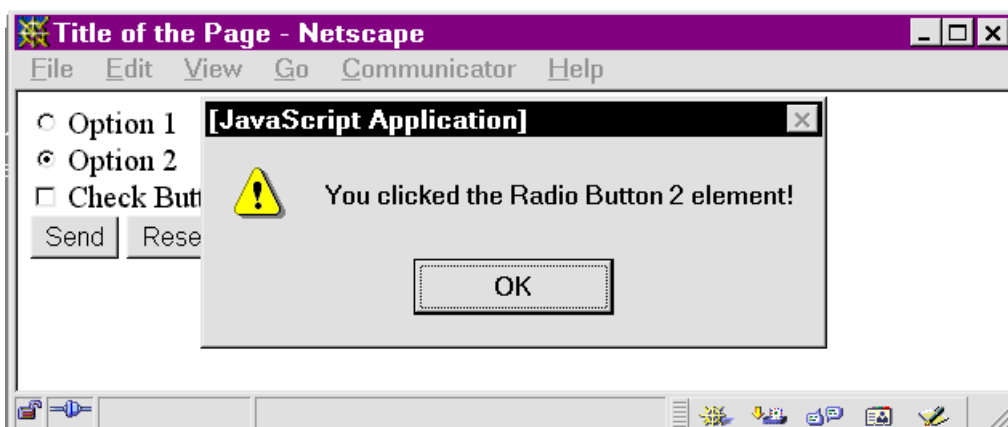 Title of the Page - Netscape
File Edit View Go Communicator Help
Option 1
Option 2
Check Butt
Send Rese
[JavaScript Application]
You clicked the Radio Button 2 element!
OK